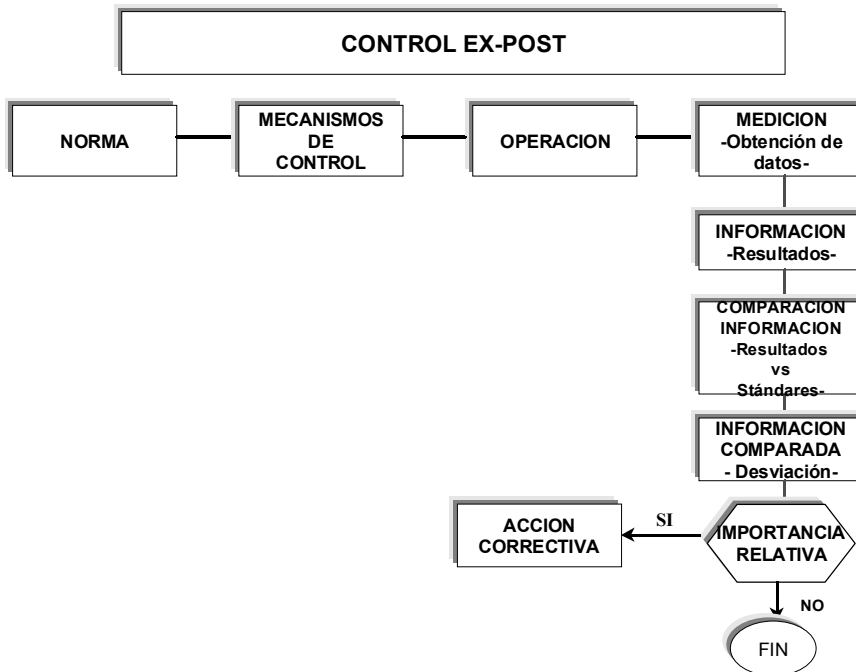 CONTROL EX-POST
NORMA
MECANISMOS
DE
CONTROL
OPERACION
MEDICION
-Obtención de
datos-
INFORMACION
-Resultados-
COMPARACION
INFORMACION
-Resultados
vs
Stándares-
INFORMACION
COMPARADA
- Desviación-
IMPORTANCIA
RELATIVA
SI
ACCION
CORRECTIVA
NO
FIN